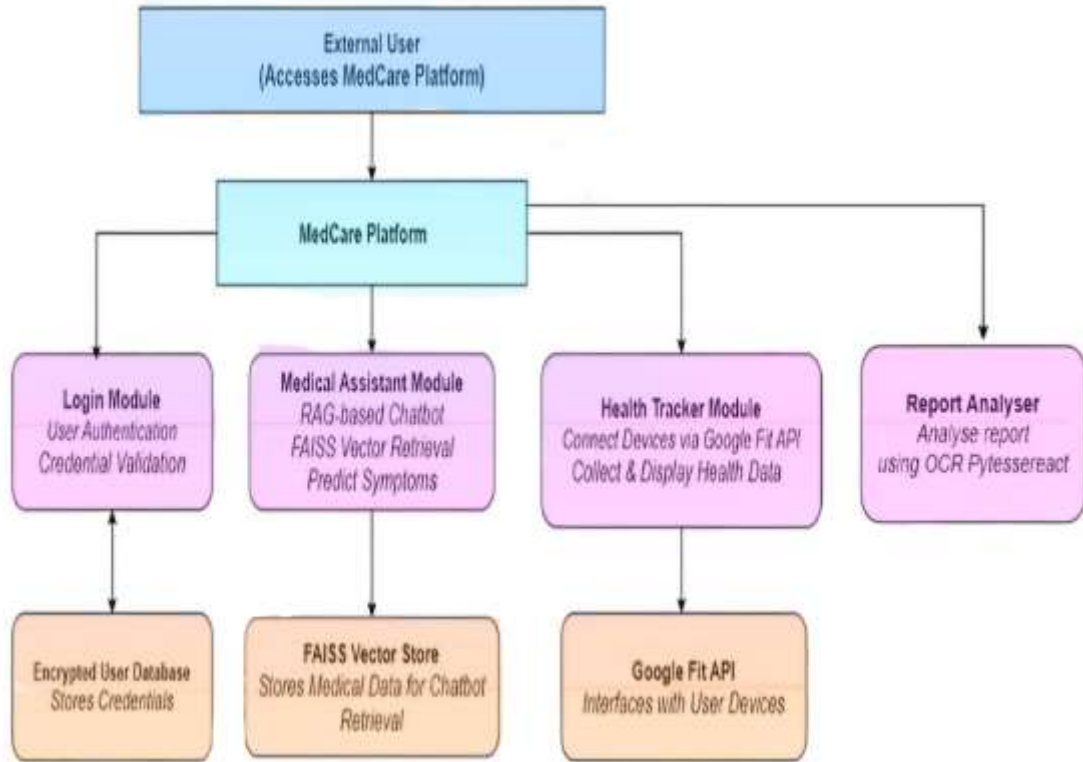 External User
(Accesses MedCare Platform)
MedCare Platform
Login Module
User Authentication
Credential Validation
Medical Assistant Module
RAG-based Chatbot
FAISS Vector Retrieval
Predict Symptoms
Health Tracker Module
Connect Devices via Google Fit API
Collect & Display Health Data
Report Analyser
Analyse report
using OCR Pytessereact
Encrypted User Database
Stores Credentials
FAISS Vector Store
Stores Medical Data for Chatbot
Retrieval
Google Fit API
Interfaces with User Devices